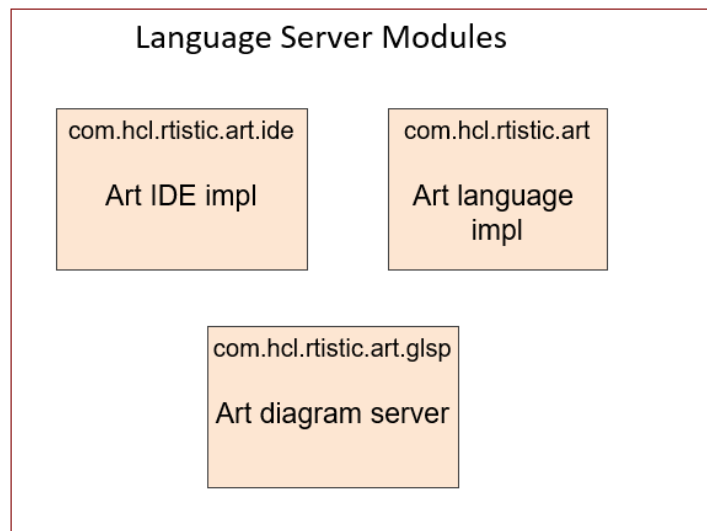 Language Server Modules
com.hcl.rtistic.art.ide
Art IDE impl
com.hcl.rtistic.art
Art language
impl
com.hcl.rtistic.art.glsp
Art diagram server